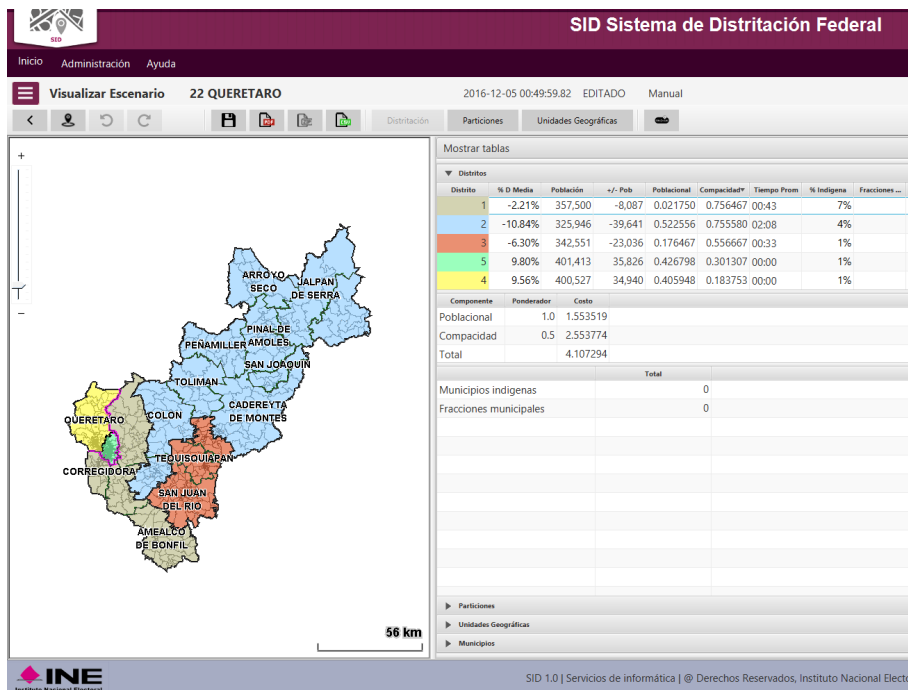 SID
SID Sistema de Distritación Federal
Inicio Administración Ayuda
Visualizar Escenario 22 QUERETARO 2016-12-05 00:49:59.82 EDITADO Manual
Distritación Particiones Unidades Geográficas
Mostrar tablas
Distritos
Distrito % D Media Población +/- Pob Poblacional Compacidad▾ Tiempo Prom % Indigena Fracciones ...
1 -2.21% 357,500 -8,087 0.021750 0.756467 00:43 7%
2 -10.84% 325,946 -39,641 0.522556 0.755580 02:08 4%
3 -6.30% 342,551 -23,036 0.176467 0.556667 00:33 1%
5 9.80% 401,413 35,826 0.426798 0.301307 00:00 1%
4 9.56% 400,527 34,940 0.405948 0.183753 00:00 1%
Componente Ponderador Costo
Poblacional 1.0 1.553519
Compacidad 0.5 2.553774
Total 4.107294
Total
Municipios indigenas 0
Fracciones municipales 0
Particiones
Unidades Geográficas
Municipios
+
−
ARROYO
SECO
JALPAN
DE SERRA
PINAL DE
AMOLES
PEÑAMILLER
SAN JOAQUÍN
TOLIMAN
CADEREYTA
DE MONTES
QUERETARO
COLON
TEQUISQUIAPAN
CORREGIDORA
SAN JUAN
DEL RIO
AMEALCO
DE BONFIL
56 km
INE
Instituto Nacional Electoral
SID 1.0 | Servicios de informática | @ Derechos Reservados, Instituto Nacional Electo